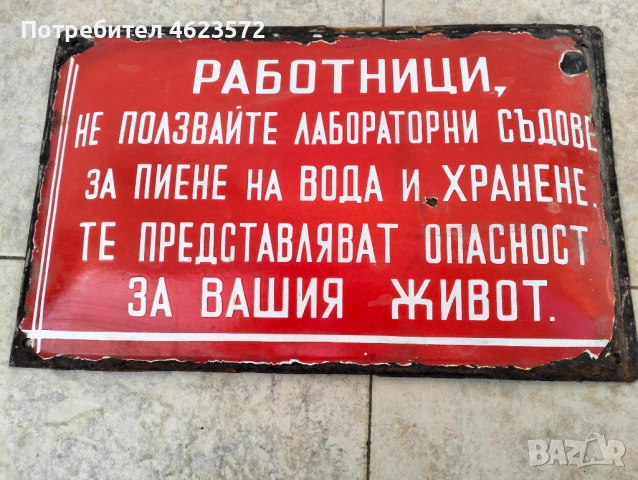 Потребител 4623572
РАБОТНИЦИ,
НЕ ПОЛЗВАЙТЕ ЛАБОРАТОРНИ СЪДОВЕ
ЗА ПИЕНЕ НА ВОДА И ХРАНЕНЕ.
ТЕ ПРЕДСТАВЛЯВАТ ОПАСНОСТ
ЗА ВАШИЯ ЖИВОТ.
BAZAR